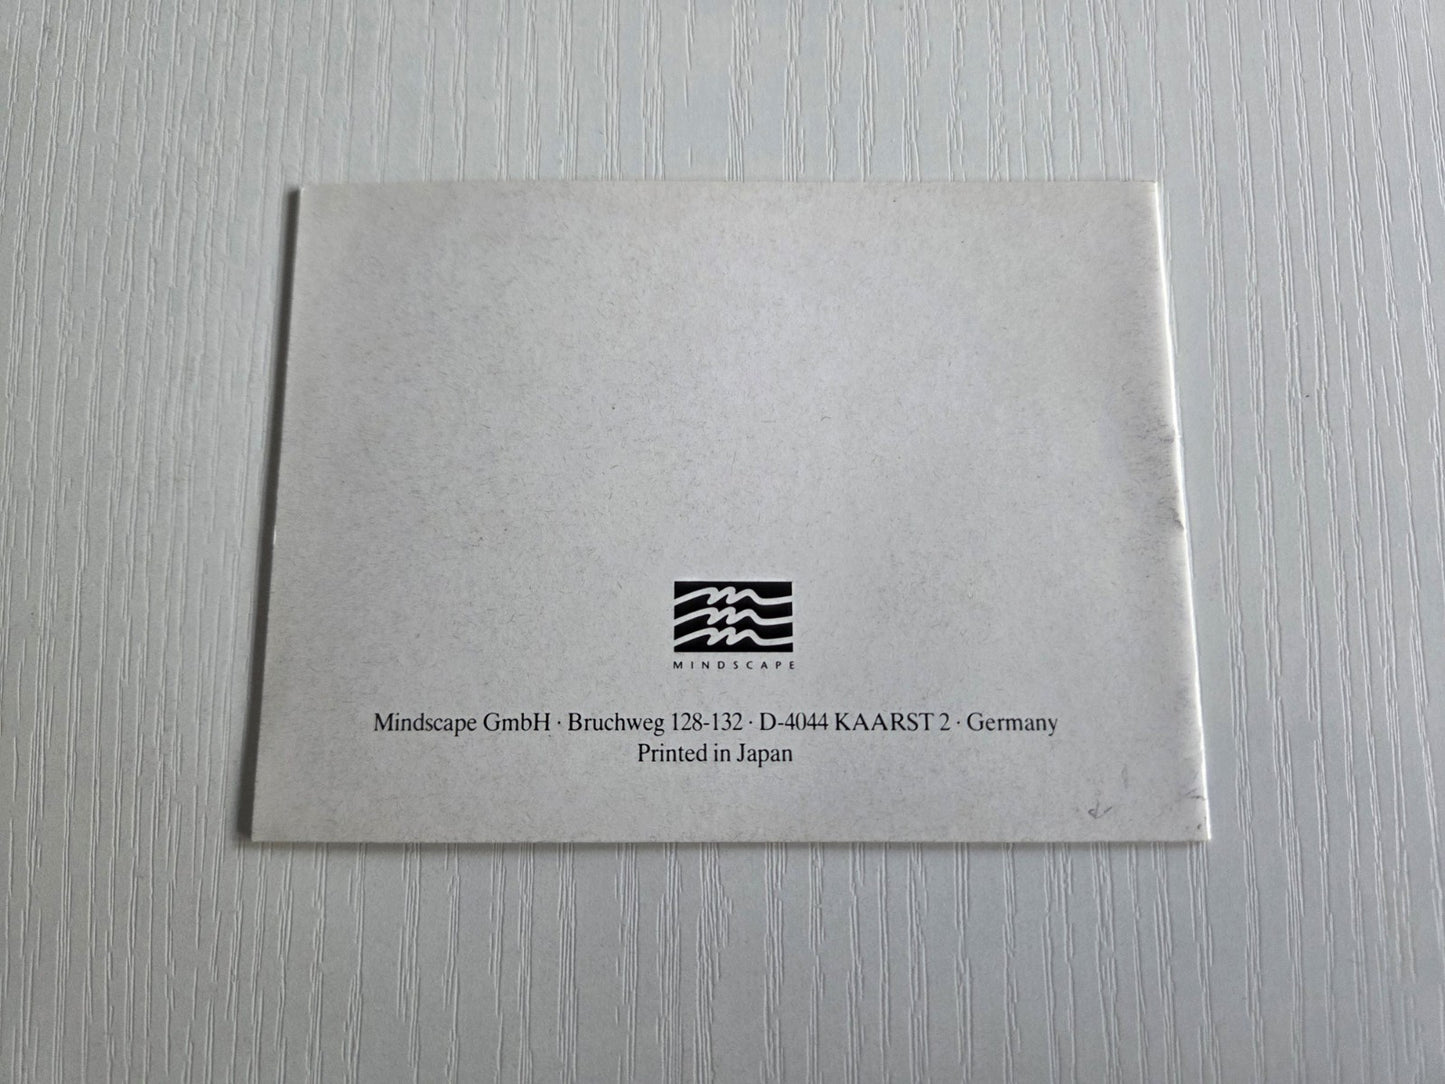 MINDSCAPE
Mindscape GmbH · Bruchweg 128-132 · D-4044 KAARST 2 · Germany
Printed in Japan